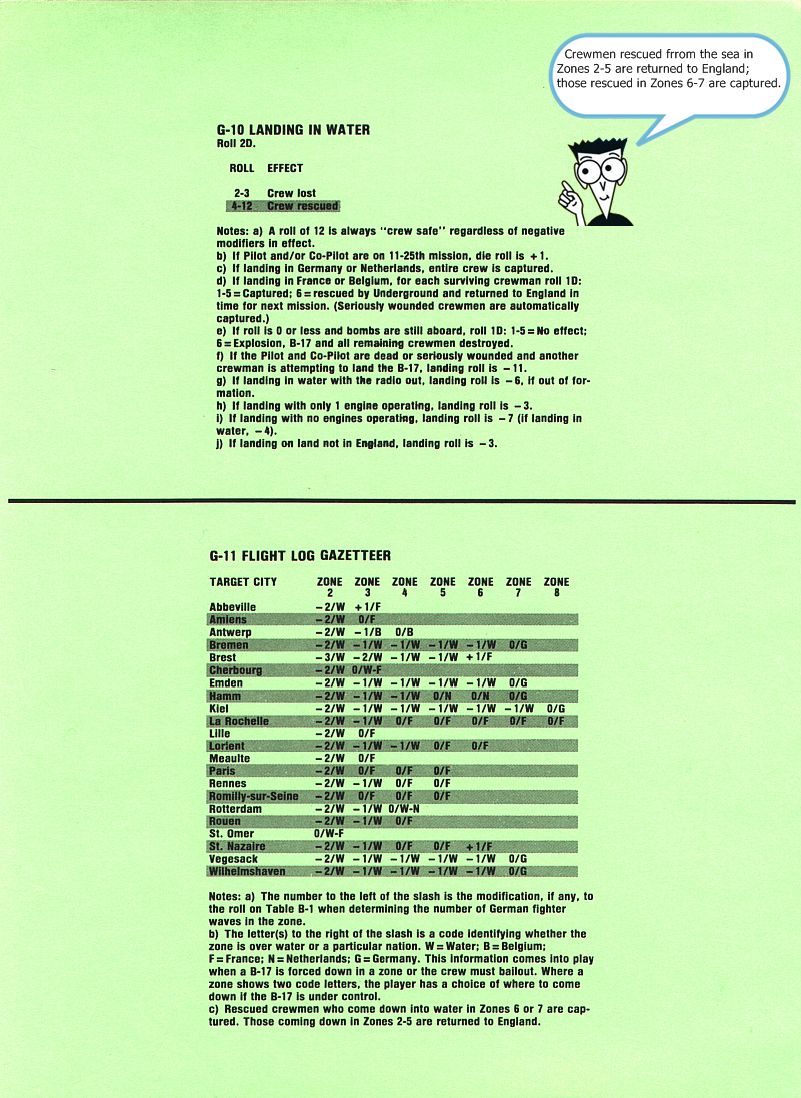 Crewmen rescued frrom the sea in
Zones 2-5 are returned to England;
those rescued in Zones 6-7 are captured.
G-10 LANDING IN WATER
Roll 2D.
ROLL EFFECT
2-3 Crew lost
4-12 Crew rescued
Notes: a) A roll of 12 is always "crew safe" regardless of negative
modifiers in effect.
b) If Pilot and/or Co-Pilot are on 11-25th mission, die roll is +1.
c) If landing in Germany or Netherlands, entire crew is captured.
d) If landing in France or Belgium, for each surviving crewman roll 1D:
1-5=Captured; 6=rescued by Underground and returned to England in
time for next mission. (Seriously wounded crewmen are automatically
captured.)
e) If roll is 0 or less and bombs are still aboard, roll 1D: 1-5=No effect;
6=Explosion, B-17 and all remaining crewmen destroyed.
f) If the Pilot and Co-Pilot are dead or seriously wounded and another
crewman is attempting to land the B-17, landing roll is -11.
g) If landing in water with the radio out, landing roll is -6, if out of for-
mation.
h) If landing with only 1 engine operating, landing roll is -3.
i) If landing with no engines operating, landing roll is -7 (if landing in
water, -4).
j) If landing on land not in England, landing roll is -3.
G-11 FLIGHT LOG GAZETTEER
TARGET CITY ZONE ZONE ZONE ZONE ZONE ZONE ZONE
2 3 4 5 6 7 8
Abbeville -2/W +1/F
Amiens -2/W 0/F
Antwerp -2/W -1/B 0/B
Bremen -2/W -1/W -1/W -1/W -1/W 0/G
Brest -3/W -2/W -1/W -1/W +1/F
Cherbourg -2/W 0/W-F
Emden -2/W -1/W -1/W -1/W -1/W 0/G
Hamm -2/W -1/W -1/W 0/N 0/N 0/G
Kiel -2/W -1/W -1/W -1/W -1/W -1/W 0/G
La Rochelle -2/W -1/W 0/F 0/F 0/F 0/F 0/F
Lille -2/W 0/F
Lorient -2/W -1/W -1/W 0/F 0/F
Meaulte -2/W 0/F
Paris -2/W 0/F 0/F 0/F
Rennes -2/W -1/W 0/F 0/F
Romilly-sur-Seine -2/W 0/F 0/F 0/F
Rotterdam -2/W -1/W 0/W-N
Rouen -2/W -1/W 0/F
St. Omer 0/W-F
St. Nazaire -2/W -1/W 0/F 0/F +1/F
Vegesack -2/W -1/W -1/W -1/W -1/W 0/G
Wilhelmshaven -2/W -1/W -1/W -1/W -1/W 0/G
Notes: a) The number to the left of the slash is the modification, if any, to
the roll on Table B-1 when determining the number of German fighter
waves in the zone.
b) The letter(s) to the right of the slash is a code identifying whether the
zone is over water or a particular nation. W=Water; B=Belgium;
F=France; N=Netherlands; G=Germany. This information comes into play
when a B-17 is forced down in a zone or the crew must bailout. Where a
zone shows two code letters, the player has a choice of where to come
down if the B-17 is under control.
c) Rescued crewmen who come down into water in Zones 6 or 7 are cap-
tured. Those coming down in Zones 2-5 are returned to England.